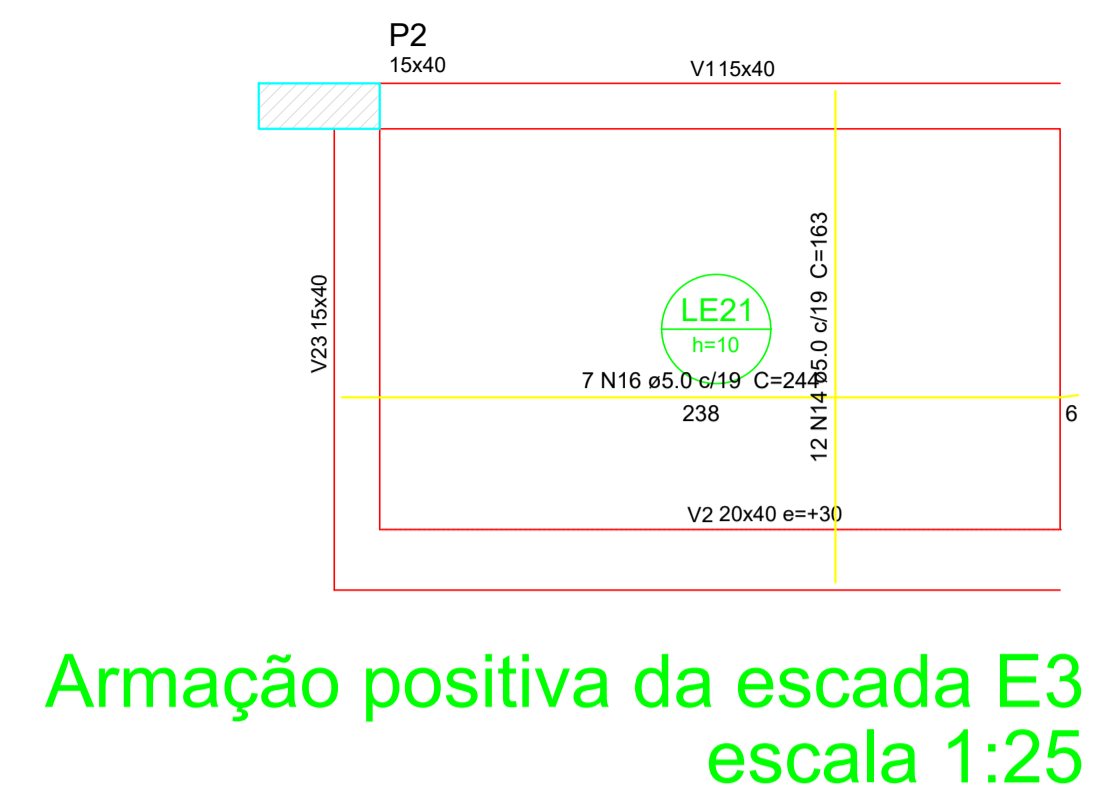 P2
15x40
V1 15x40
V23 15x40
LE21
h=10
12 N14 ø5.0 c/19 C=163
7 N16 ø5.0 c/19 C=244
238
6
V2 20x40 e=+30
Armação positiva da escada E3
escala 1:25